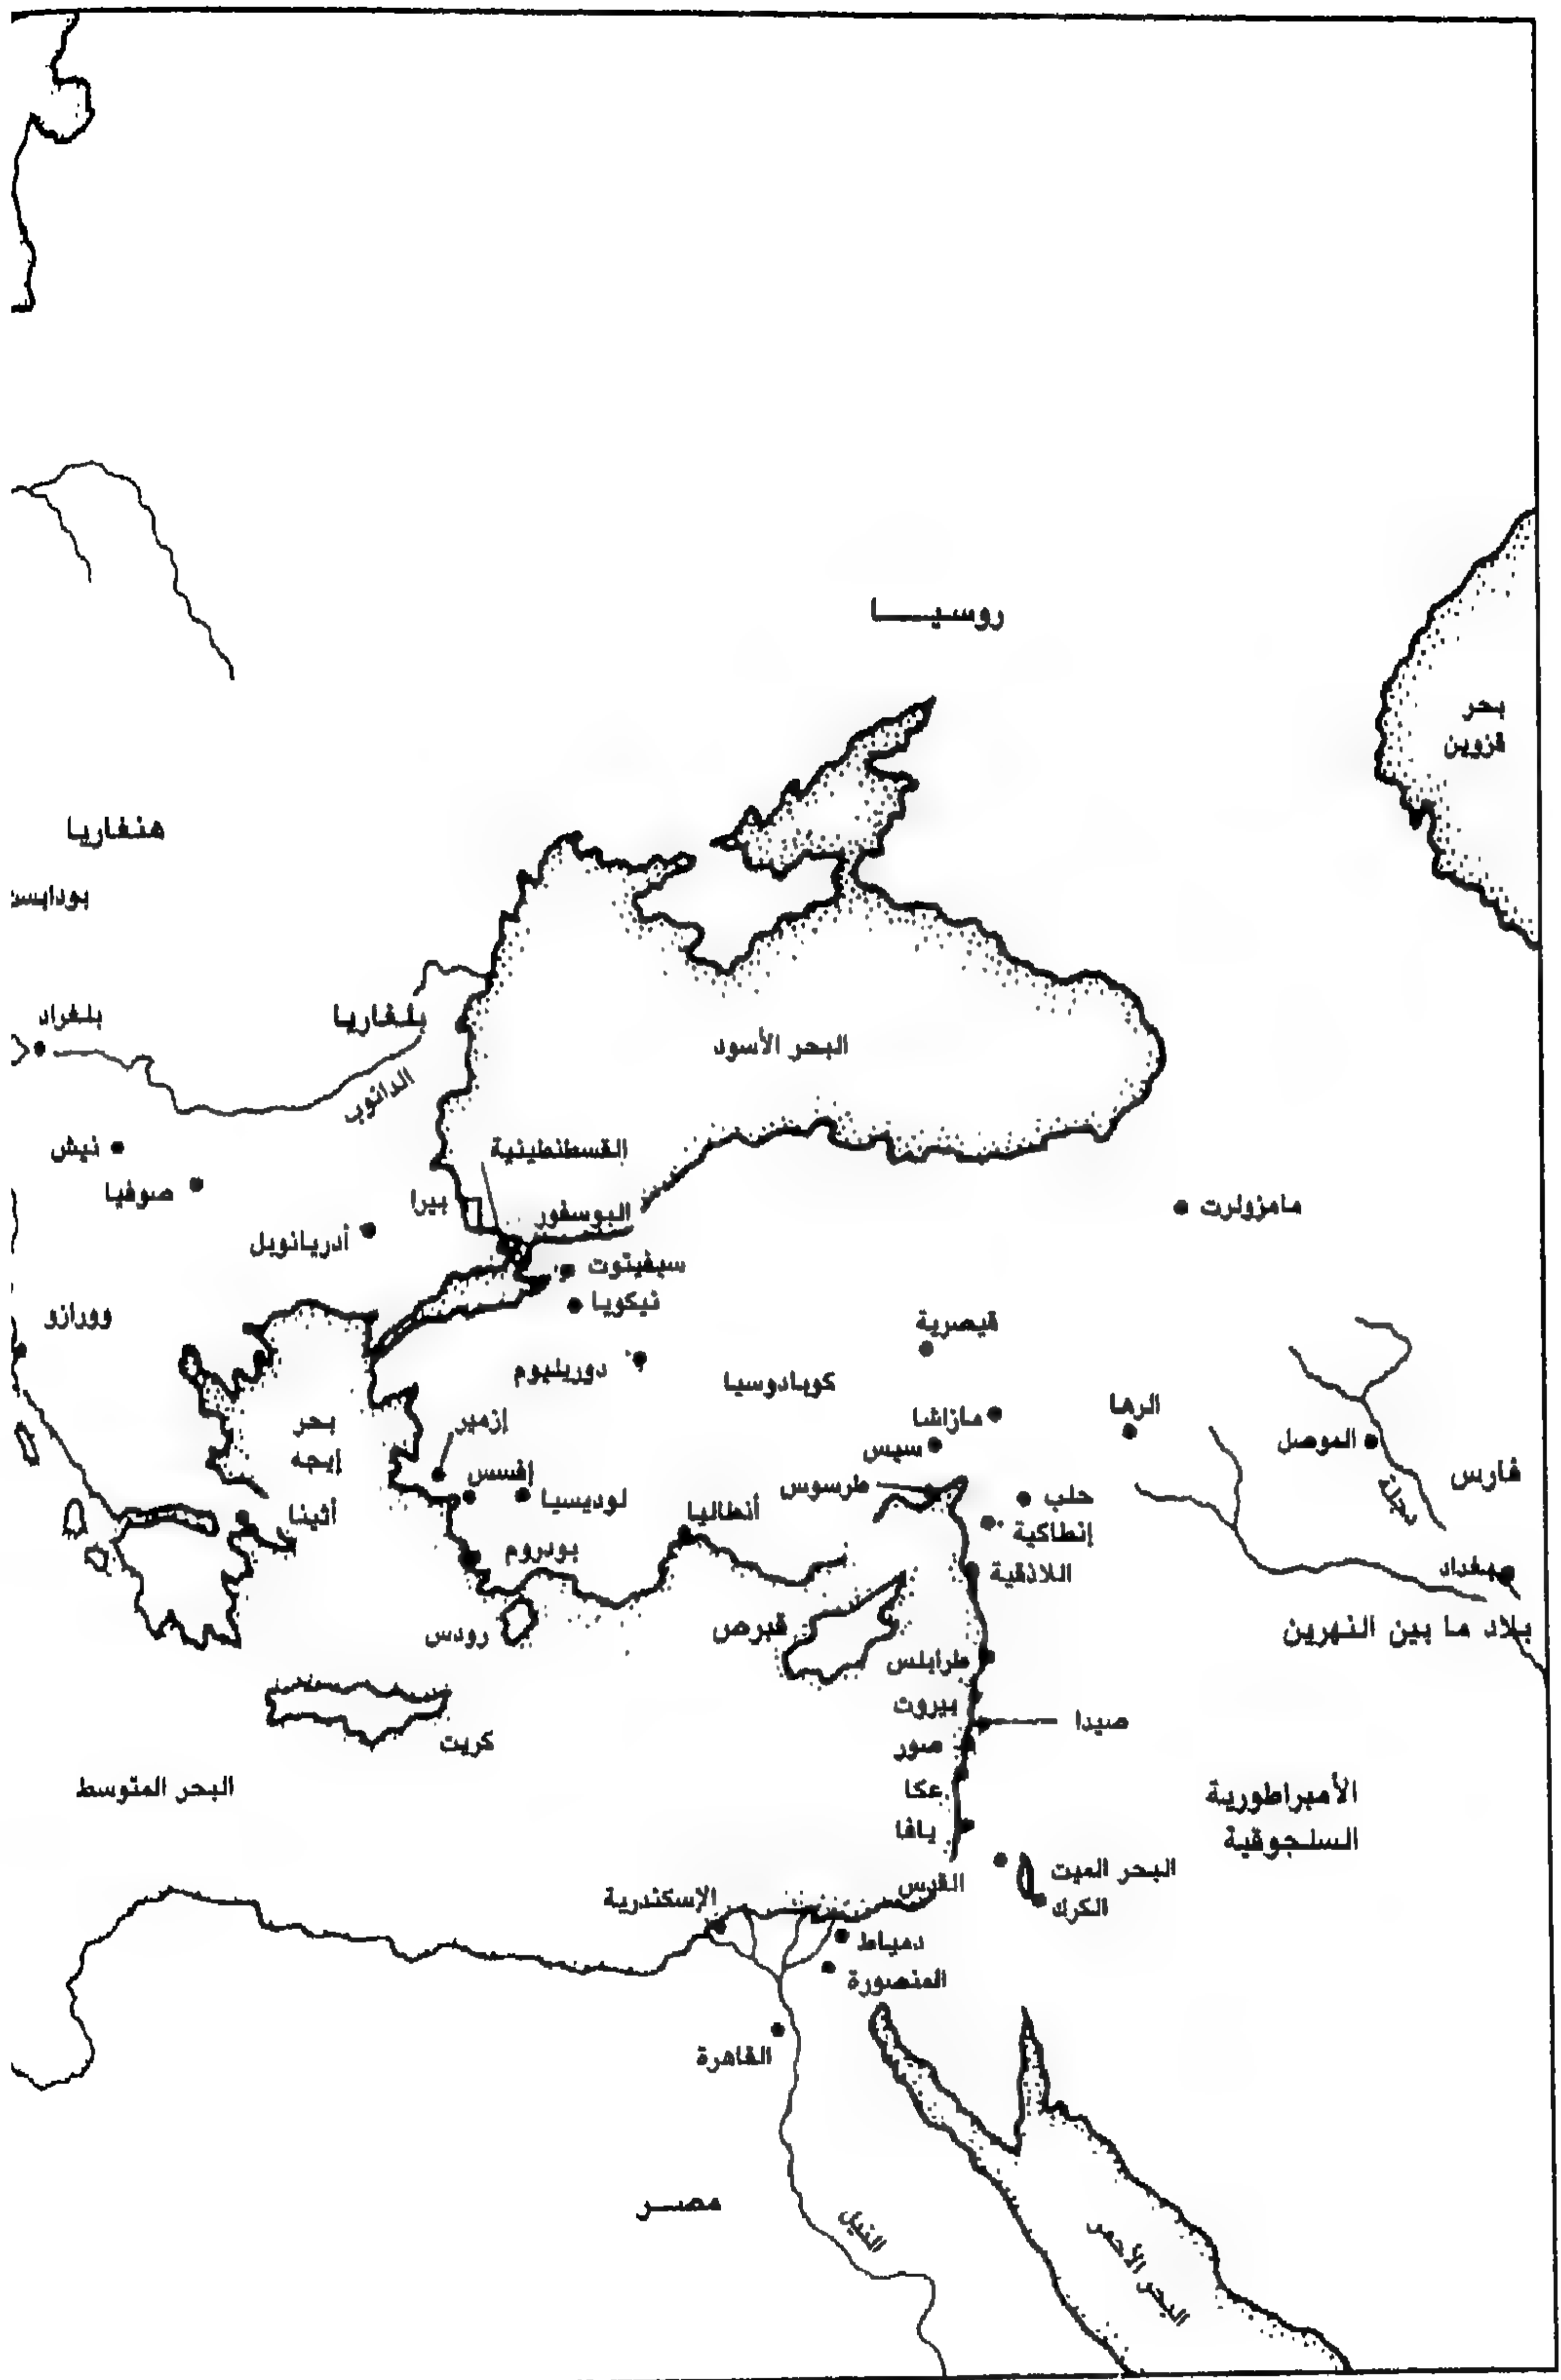 روسيـــــا
بحر
قزوين
هنغاريا
بلغراد
بلغاريا
البحر الأسود
الدانوب
نيش
القسطنطينية
صوفيا
بيرا
البوسفور
مامزولرت
أدريانوبل
سيفيتوت
نيكويا
وورازو
قيصرية
دوريليوم
كوبادوسيا
الرها
مازاشا
إزمير
بحر
إيجه
الموصل
سيس
فارس
دجلة
إفسس
لوديسيا
طرسوس
حلب
أنطاليا
أثينا
إنطاكية
بودروم
اللاذقية
بغداد
رودس
قبرص
بلاد ما بين النهرين
طرابلس
بيروت
صيدا
كريت
صور
البحر المتوسط
عكا
الأمبراطورية
السلجوقية
يافا
البحر الميت
القدس
الكرك
الإسكندرية
دمياط
المنصورة
القاهرة
مصـــر
النيل
البحر الأحمر